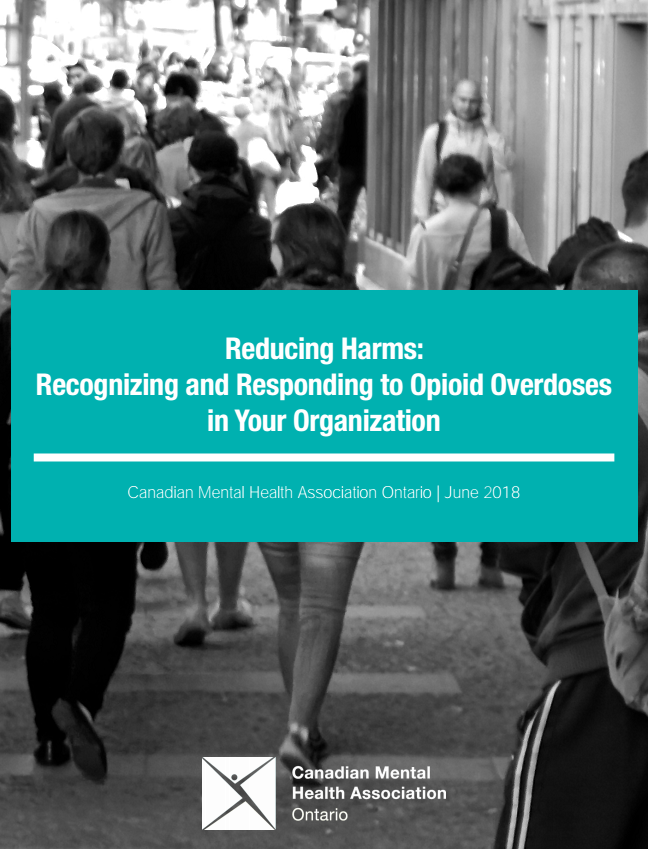 Reducing Harms:
Recognizing and Responding to Opioid Overdoses
in Your Organization
Canadian Mental Health Association Ontario | June 2018
Canadian Mental
Health Association
Ontario